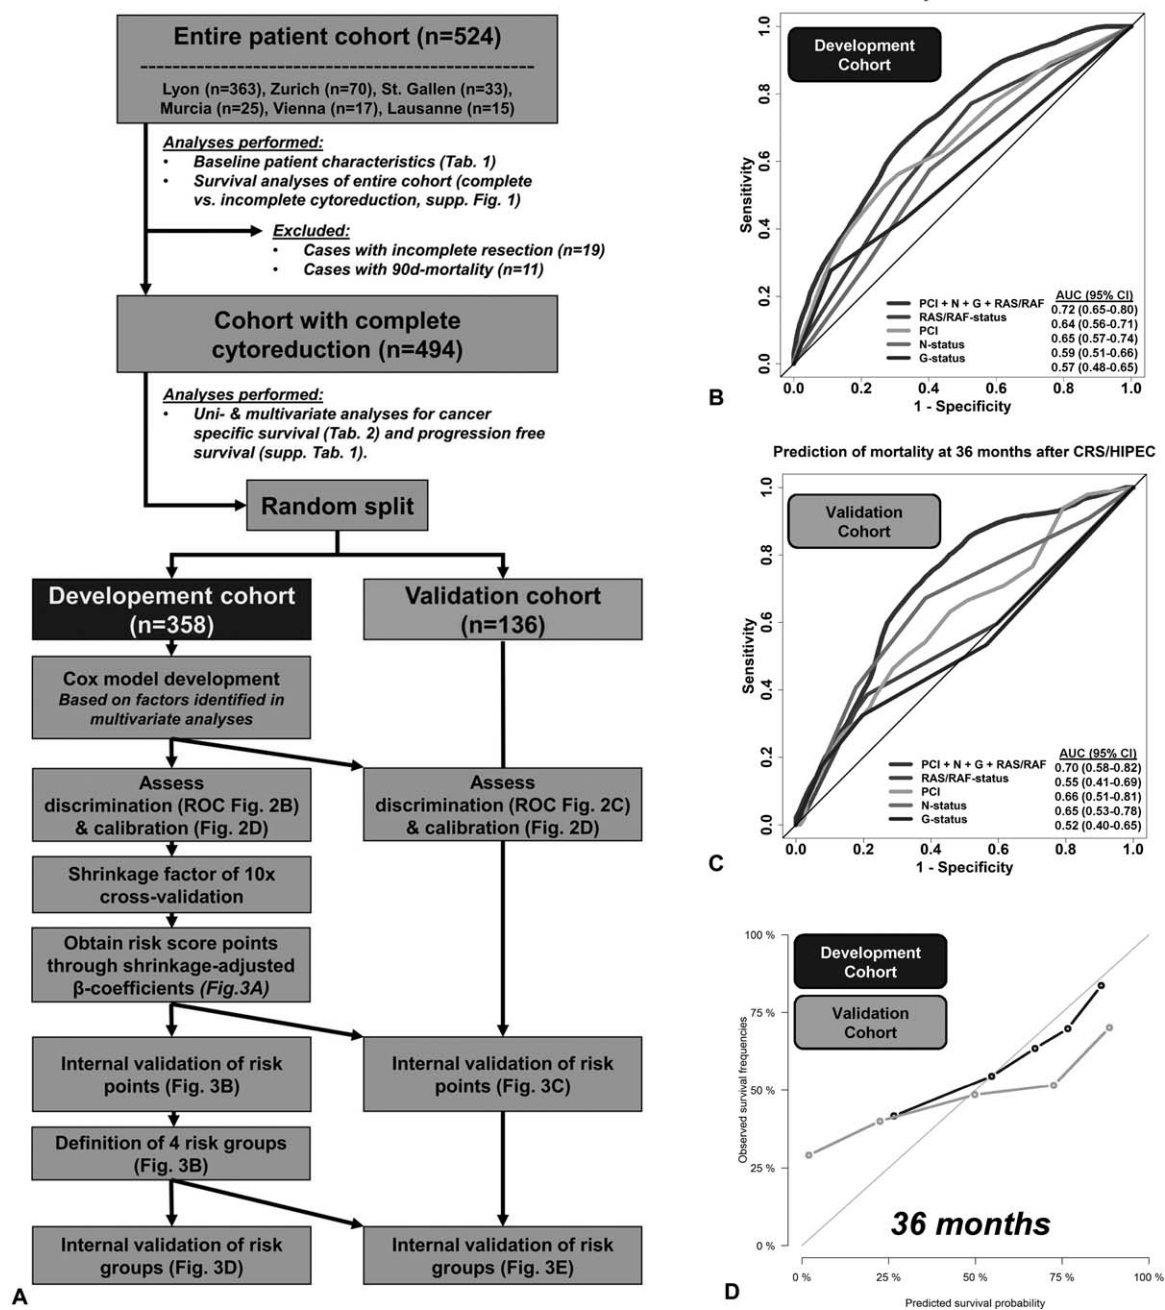 Entire patient cohort (n=524)
Lyon (n=363), Zurich (n=70), St. Gallen (n=33),
Murcia (n=25), Vienna (n=17), Lausanne (n=15)
Analyses performed:
• Baseline patient characteristics (Tab. 1)
• Survival analyses of entire cohort (complete
vs. incomplete cytoreduction, supp. Fig. 1)
Excluded:
• Cases with incomplete resection (n=19)
• Cases with 90d-mortality (n=11)
Cohort with complete
cytoreduction (n=494)
Analyses performed:
• Uni- & multivariate analyses for cancer
specific survival (Tab. 2) and progression free
survival (supp. Tab. 1).
Random split
Developement cohort
(n=358)
Validation cohort
(n=136)
Cox model development
Based on factors identified in
multivariate analyses
Assess
discrimination (ROC Fig. 2B)
& calibration (Fig. 2D)
Assess
discrimination (ROC Fig. 2C)
& calibration (Fig. 2D)
Shrinkage factor of 10x
cross-validation
Obtain risk score points
through shrinkage-adjusted
β-coefficients (Fig.3A)
Internal validation of risk
points (Fig. 3B)
Internal validation of risk
points (Fig. 3C)
Definition of 4 risk groups
(Fig. 3B)
Internal validation of risk
groups (Fig. 3D)
Internal validation of risk
groups (Fig. 3E)
A
Development
Cohort
Sensitivity
1.0
0.8
0.6
0.4
0.2
0.0
AUC (95% CI)
PCI + N + G + RAS/RAF 0.72 (0.65-0.80)
RAS/RAF-status 0.64 (0.56-0.71)
PCI 0.65 (0.57-0.74)
N-status 0.59 (0.51-0.66)
G-status 0.57 (0.48-0.65)
0.0 0.2 0.4 0.6 0.8 1.0
1 - Specificity
B
Prediction of mortality at 36 months after CRS/HIPEC
Validation
Cohort
Sensitivity
1.0
0.8
0.6
0.4
0.2
0.0
AUC (95% CI)
PCI + N + G + RAS/RAF 0.70 (0.58-0.82)
RAS/RAF-status 0.55 (0.41-0.69)
PCI 0.66 (0.51-0.81)
N-status 0.65 (0.53-0.78)
G-status 0.52 (0.40-0.65)
0.0 0.2 0.4 0.6 0.8 1.0
1 - Specificity
C
Development
Cohort
Validation
Cohort
Observed survival frequencies
100 %
75 %
50 %
25 %
0 %
36 months
0 % 25 % 50 % 75 % 100 %
Predicted survival probability
D